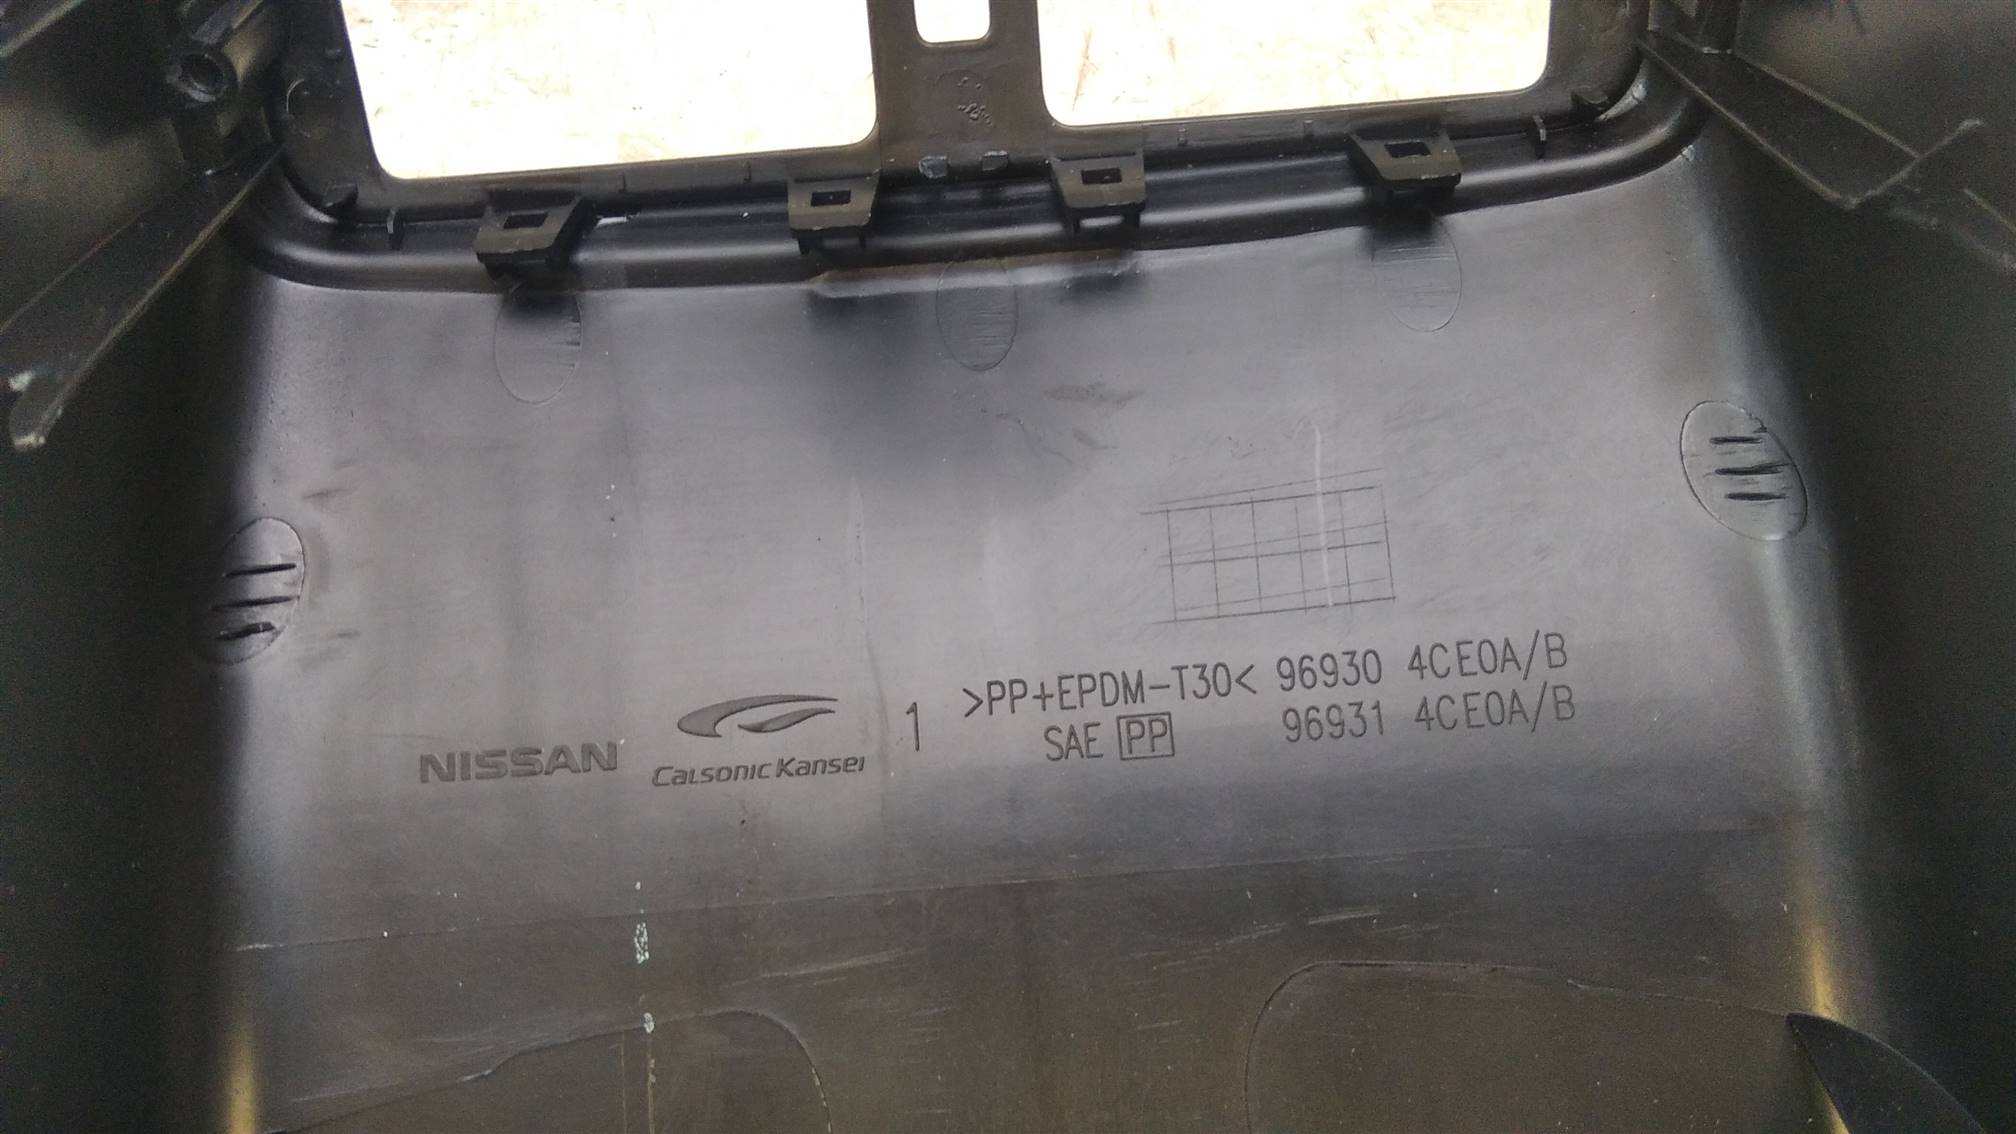 NISSAN
Calsonic Kansei
1
>PP+EPDM-T30< 96930 4CE0A/B
SAE PP 96931 4CE0A/B